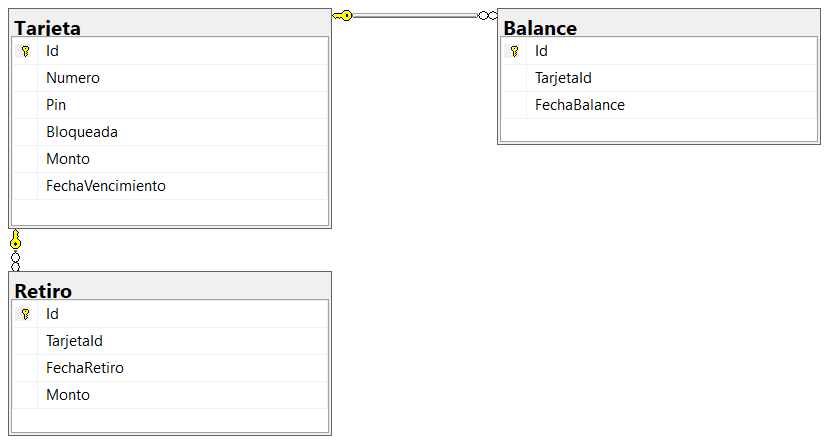 Tarjeta
Id
Numero
Pin
Bloqueada
Monto
FechaVencimiento
Balance
Id
TarjetaId
FechaBalance
Retiro
Id
TarjetaId
FechaRetiro
Monto